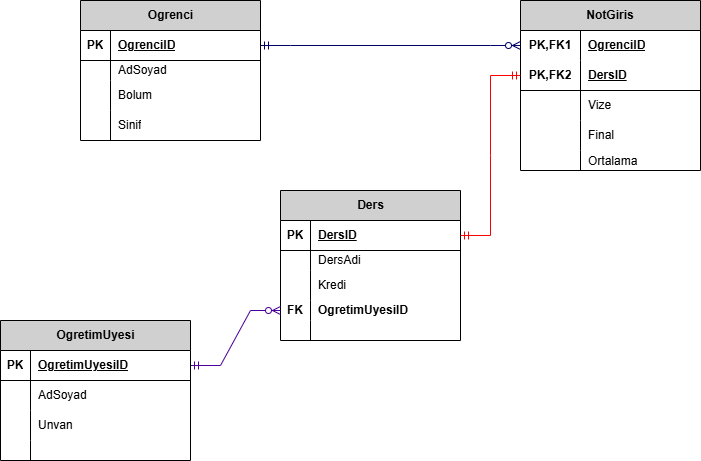 Ogrenci
PK OgrenciID
AdSoyad
Bolum
Sinif
NotGiris
PK,FK1 OgrenciID
PK,FK2 DersID
Vize
Final
Ortalama
Ders
PK DersID
DersAdi
Kredi
FK OgretimUyesiID
OgretimUyesi
PK OgretimUyesiID
AdSoyad
Unvan